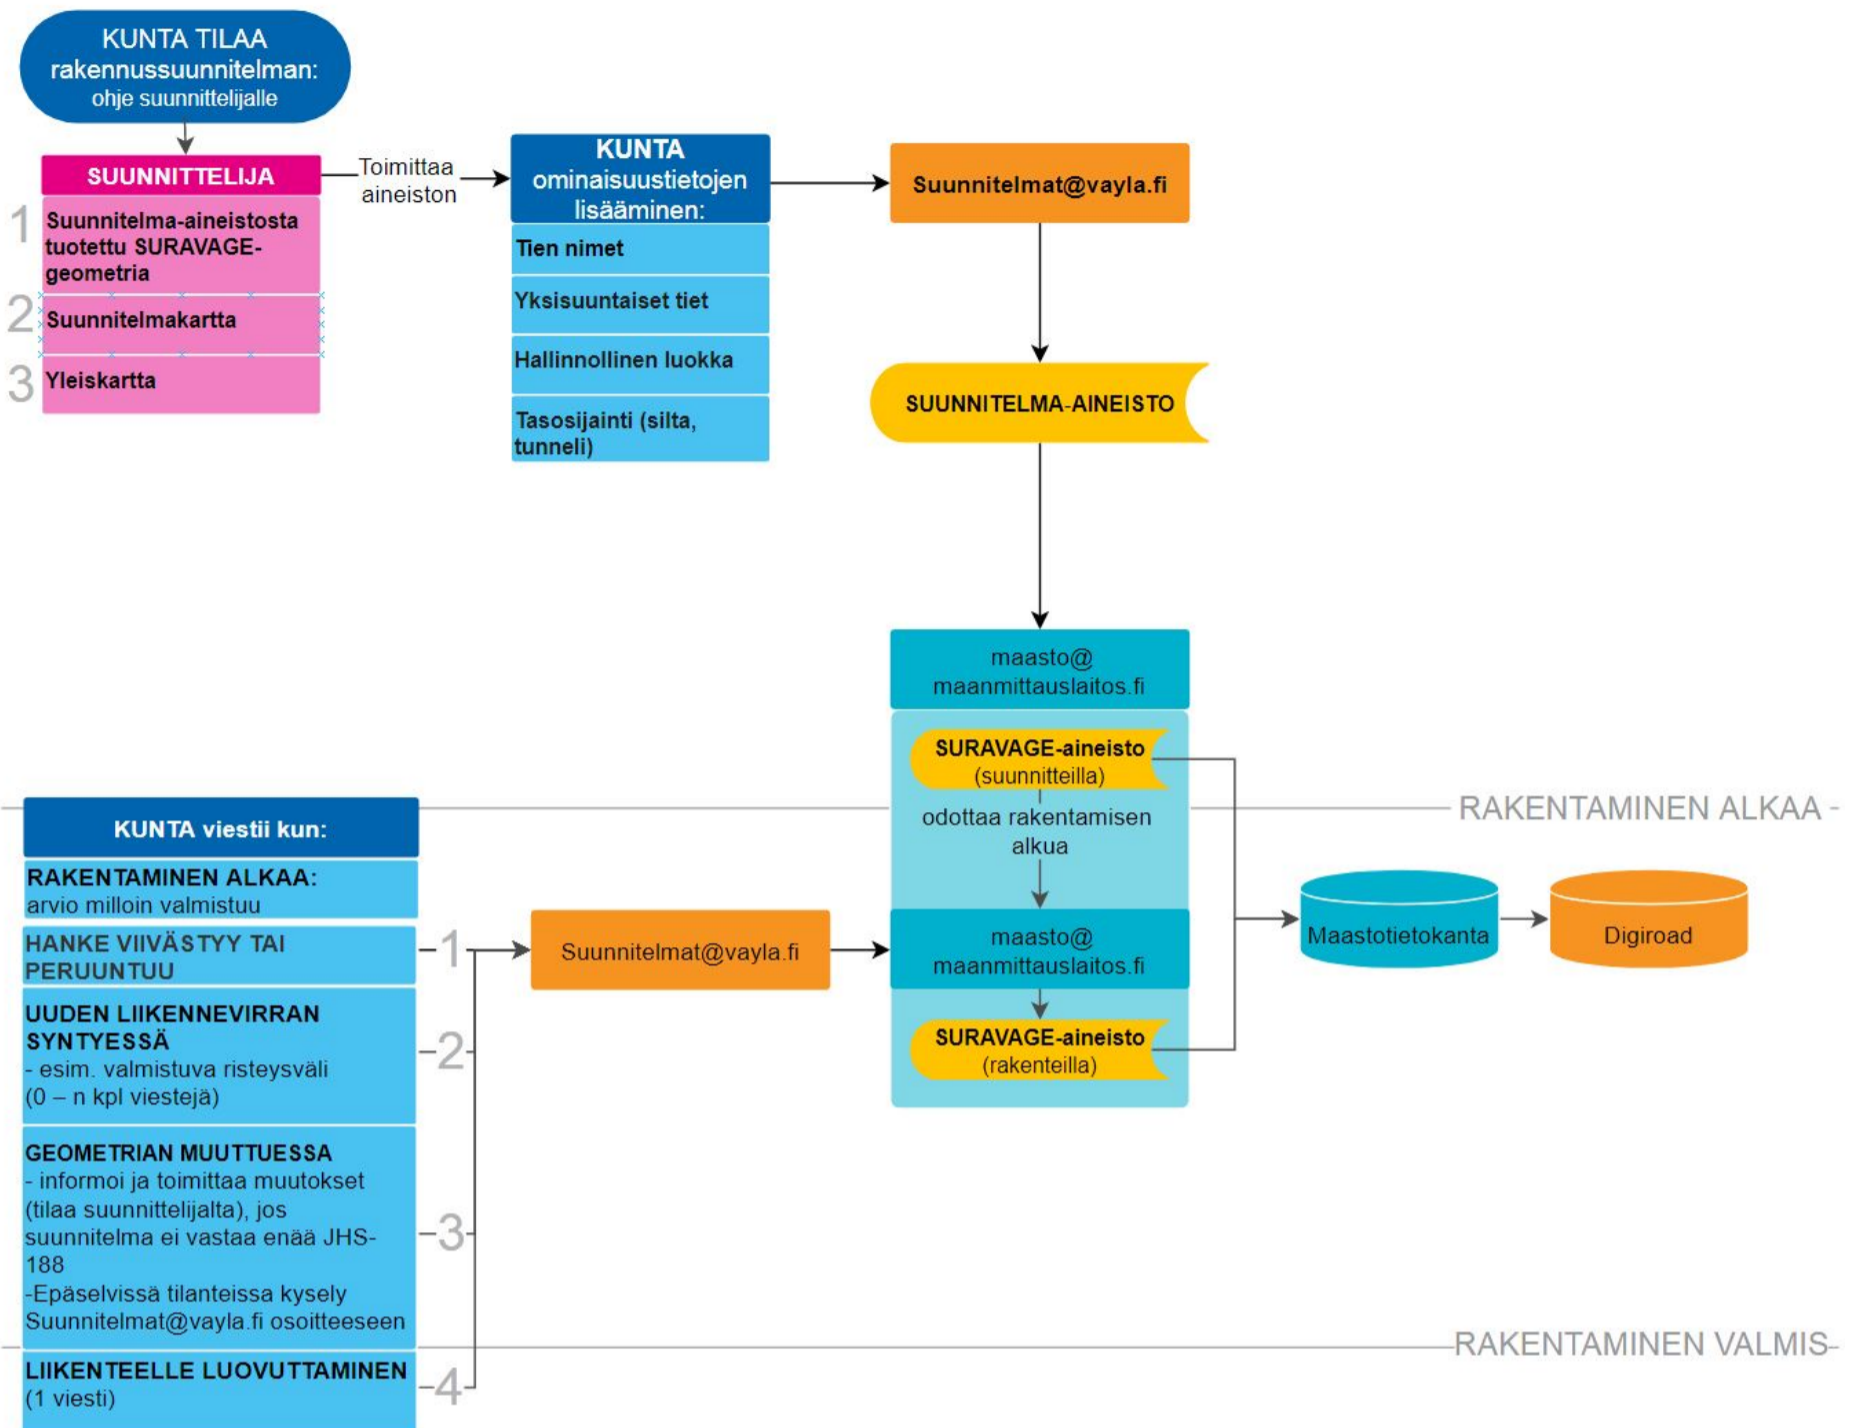 KUNTA TILAA
rakennussuunnitelman:
ohje suunnittelijalle
SUUNNITTELIJA
1
Suunnitelma-aineistosta
tuotettu SURAVAGE-
geometria
2
Suunnitelmakartta
3
Yleiskartta
Toimittaa
aineiston
KUNTA
ominaisuustietojen
lisääminen:
Tien nimet
Yksisuuntaiset tiet
Hallinnollinen luokka
Tasosijainti (silta,
tunneli)
Suunnitelmat@vayla.fi
SUUNNITELMA-AINEISTO
maasto@
maanmittauslaitos.fi
SURAVAGE-aineisto
(suunnitteilla)
RAKENTAMINEN ALKAA
odottaa rakentamisen
alkua
KUNTA viestii kun:
RAKENTAMINEN ALKAA:
arvio milloin valmistuu
HANKE VIIVÄSTYY TAI
PERUUNTUU
1
UUDEN LIIKENNEVIRRAN
SYNTYESSÄ
- esim. valmistuva risteysväli
(0 – n kpl viestejä)
2
GEOMETRIAN MUUTTUESSA
- informoi ja toimittaa muutokset
(tilaa suunnittelijalta), jos
suunnitelma ei vastaa enää JHS-
188
-Epäselvissä tilanteissa kysely
Suunnitelmat@vayla.fi osoitteeseen
3
LIIKENTEELLE LUOVUTTAMINEN
(1 viesti)
4
Suunnitelmat@vayla.fi
maasto@
maanmittauslaitos.fi
SURAVAGE-aineisto
(rakenteilla)
Maastotietokanta
Digiroad
RAKENTAMINEN VALMIS